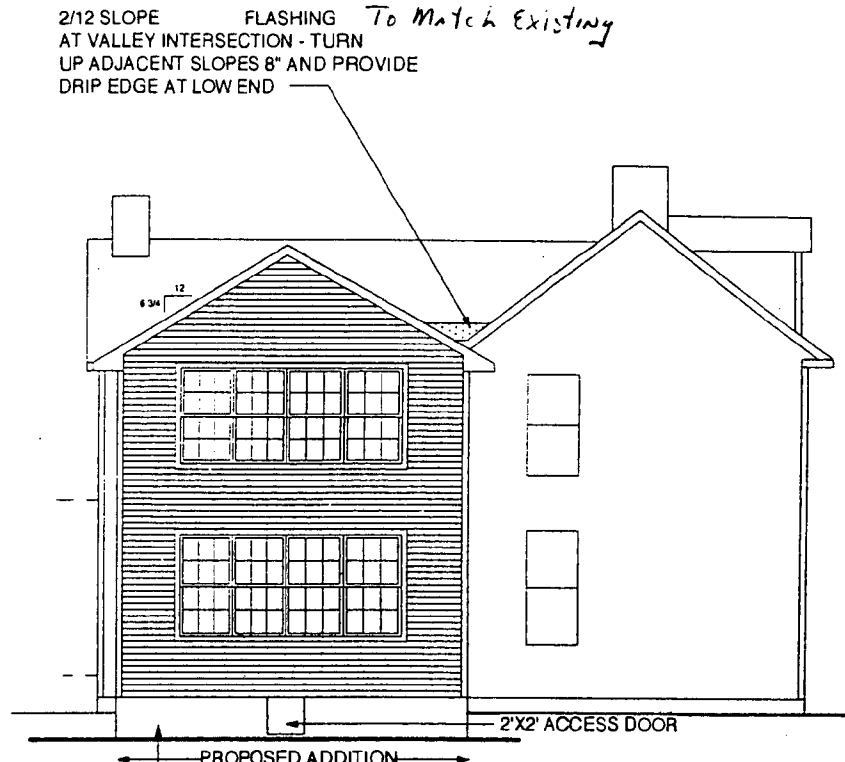 2/12 SLOPE FLASHING To Match Existing
AT VALLEY INTERSECTION - TURN
UP ADJACENT SLOPES 8" AND PROVIDE
DRIP EDGE AT LOW END
12
6 3/4
2'X2' ACCESS DOOR
PROPOSED ADDITION